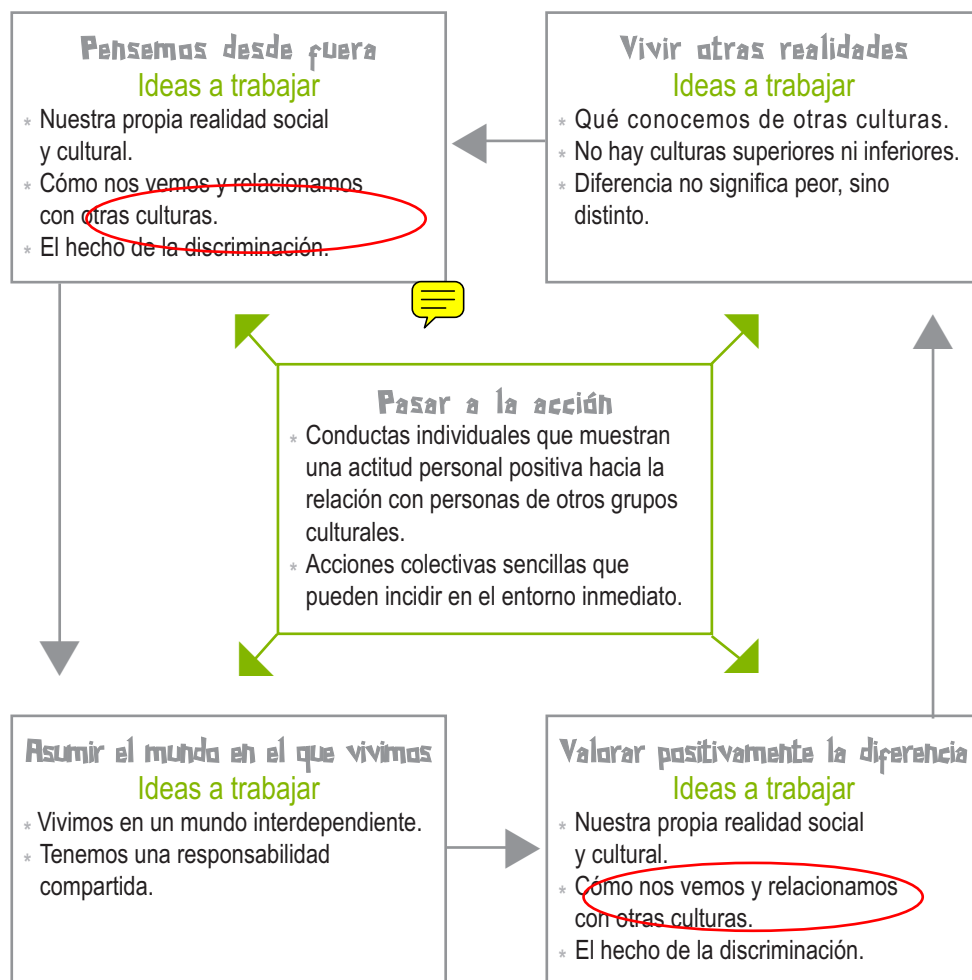 Pensemos desde fuera
Ideas a trabajar
* Nuestra propia realidad social
y cultural.
* Cómo nos vemos y relacionamos
con otras culturas.
* El hecho de la discriminación.
Vivir otras realidades
Ideas a trabajar
* Qué conocemos de otras culturas.
* No hay culturas superiores ni inferiores.
* Diferencia no significa peor, sino
distinto.
Pasar a la acción
* Conductas individuales que muestran
una actitud personal positiva hacia la
relación con personas de otros grupos
culturales.
* Acciones colectivas sencillas que
pueden incidir en el entorno inmediato.
Asumir el mundo en el que vivimos
Ideas a trabajar
* Vivimos en un mundo interdependiente.
* Tenemos una responsabilidad
compartida.
Valorar positivamente la diferencia
Ideas a trabajar
* Nuestra propia realidad social
y cultural.
* Cómo nos vemos y relacionamos
con otras culturas.
* El hecho de la discriminación.